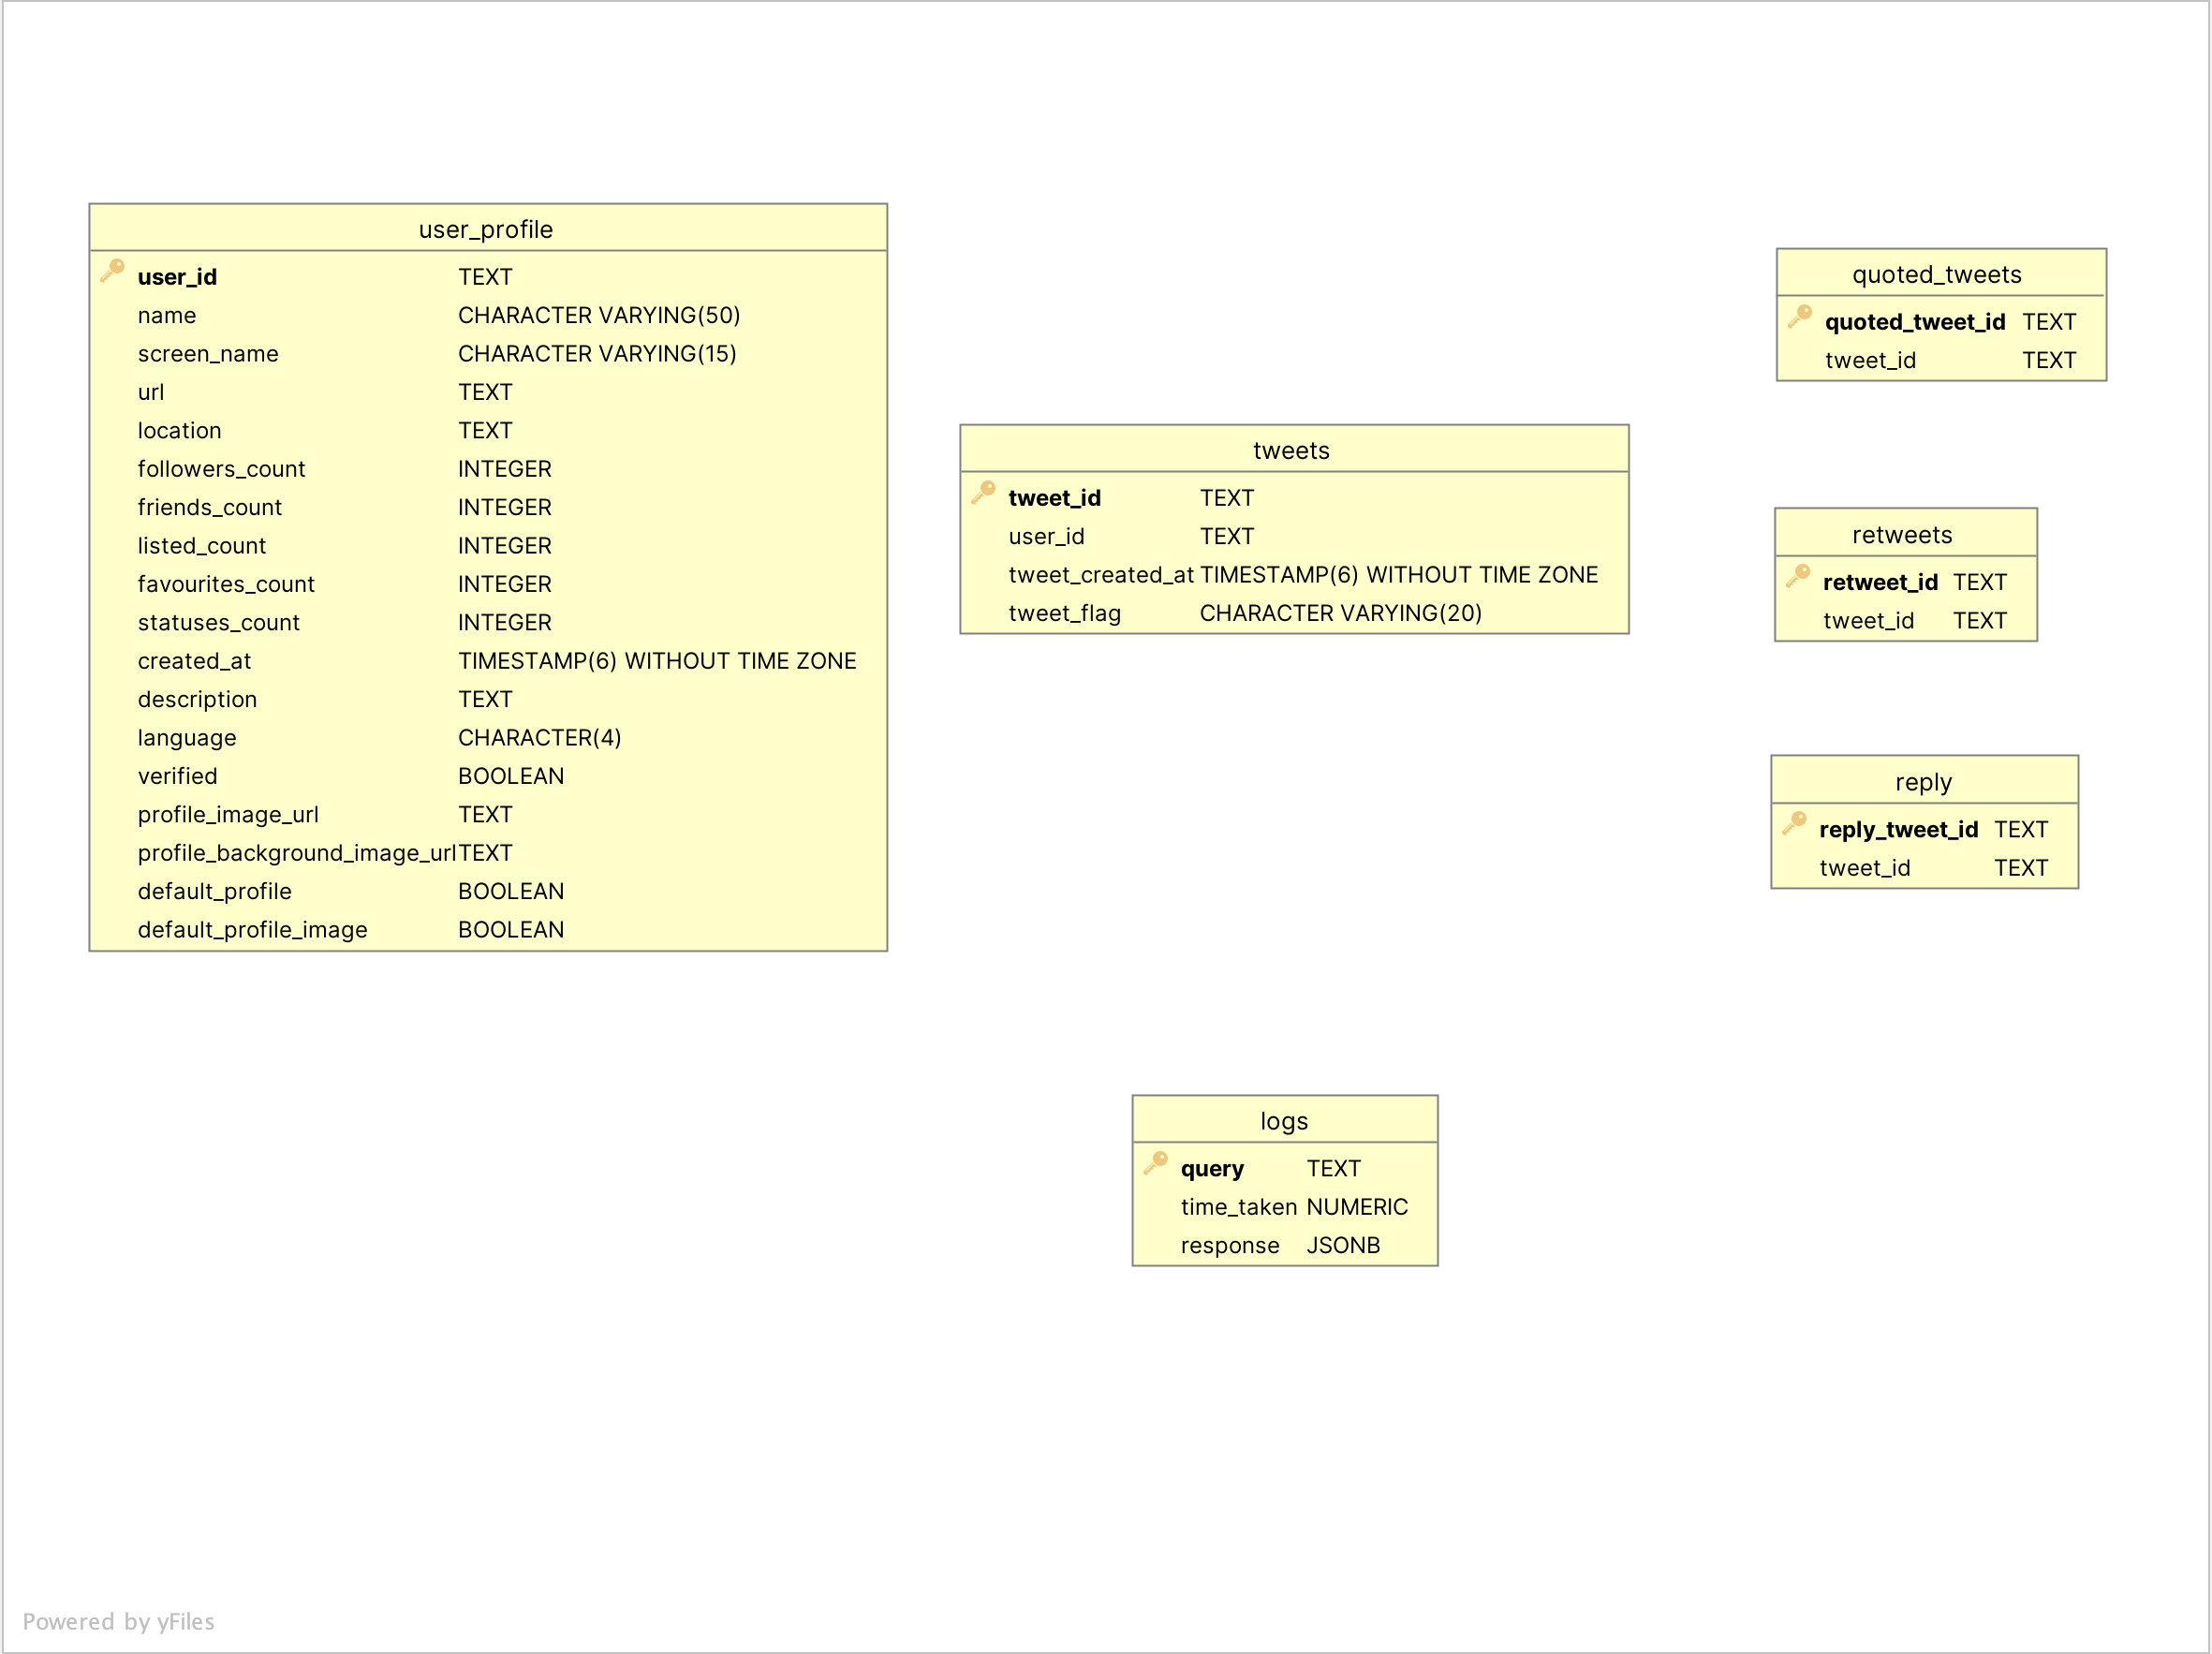 user_profile
user_id TEXT
name CHARACTER VARYING(50)
screen_name CHARACTER VARYING(15)
url TEXT
location TEXT
followers_count INTEGER
friends_count INTEGER
listed_count INTEGER
favourites_count INTEGER
statuses_count INTEGER
created_at TIMESTAMP(6) WITHOUT TIME ZONE
description TEXT
language CHARACTER(4)
verified BOOLEAN
profile_image_url TEXT
profile_background_image_url TEXT
default_profile BOOLEAN
default_profile_image BOOLEAN
tweets
tweet_id TEXT
user_id TEXT
tweet_created_at TIMESTAMP(6) WITHOUT TIME ZONE
tweet_flag CHARACTER VARYING(20)
quoted_tweets
quoted_tweet_id TEXT
tweet_id TEXT
retweets
retweet_id TEXT
tweet_id TEXT
reply
reply_tweet_id TEXT
tweet_id TEXT
logs
query TEXT
time_taken NUMERIC
response JSONB
Powered by yFiles